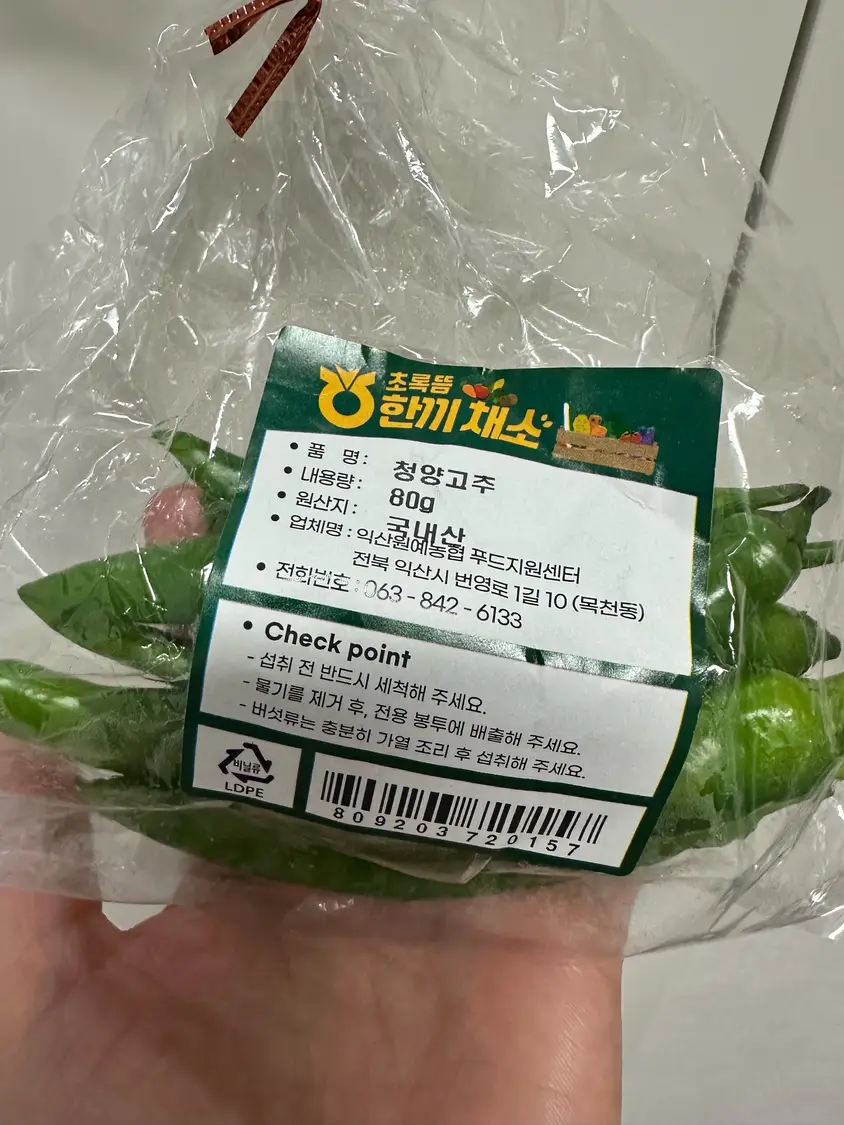 초록뜸
한끼 채소
• 품 명 : 청양고추
• 내용량 : 80g
• 원산지 : 국내산
• 업체명 : 익산원예농협 푸드지원센터
전북 익산시 번영로 1길 10 (목천동)
• 전화번호 : 063 - 842 - 6133
• Check point
- 섭취 전 반드시 세척해 주세요.
- 물기를 제거 후, 전용 봉투에 배출해 주세요.
- 버섯류는 충분히 가열 조리 후 섭취해 주세요.
비닐류
LDPE
809203 720157